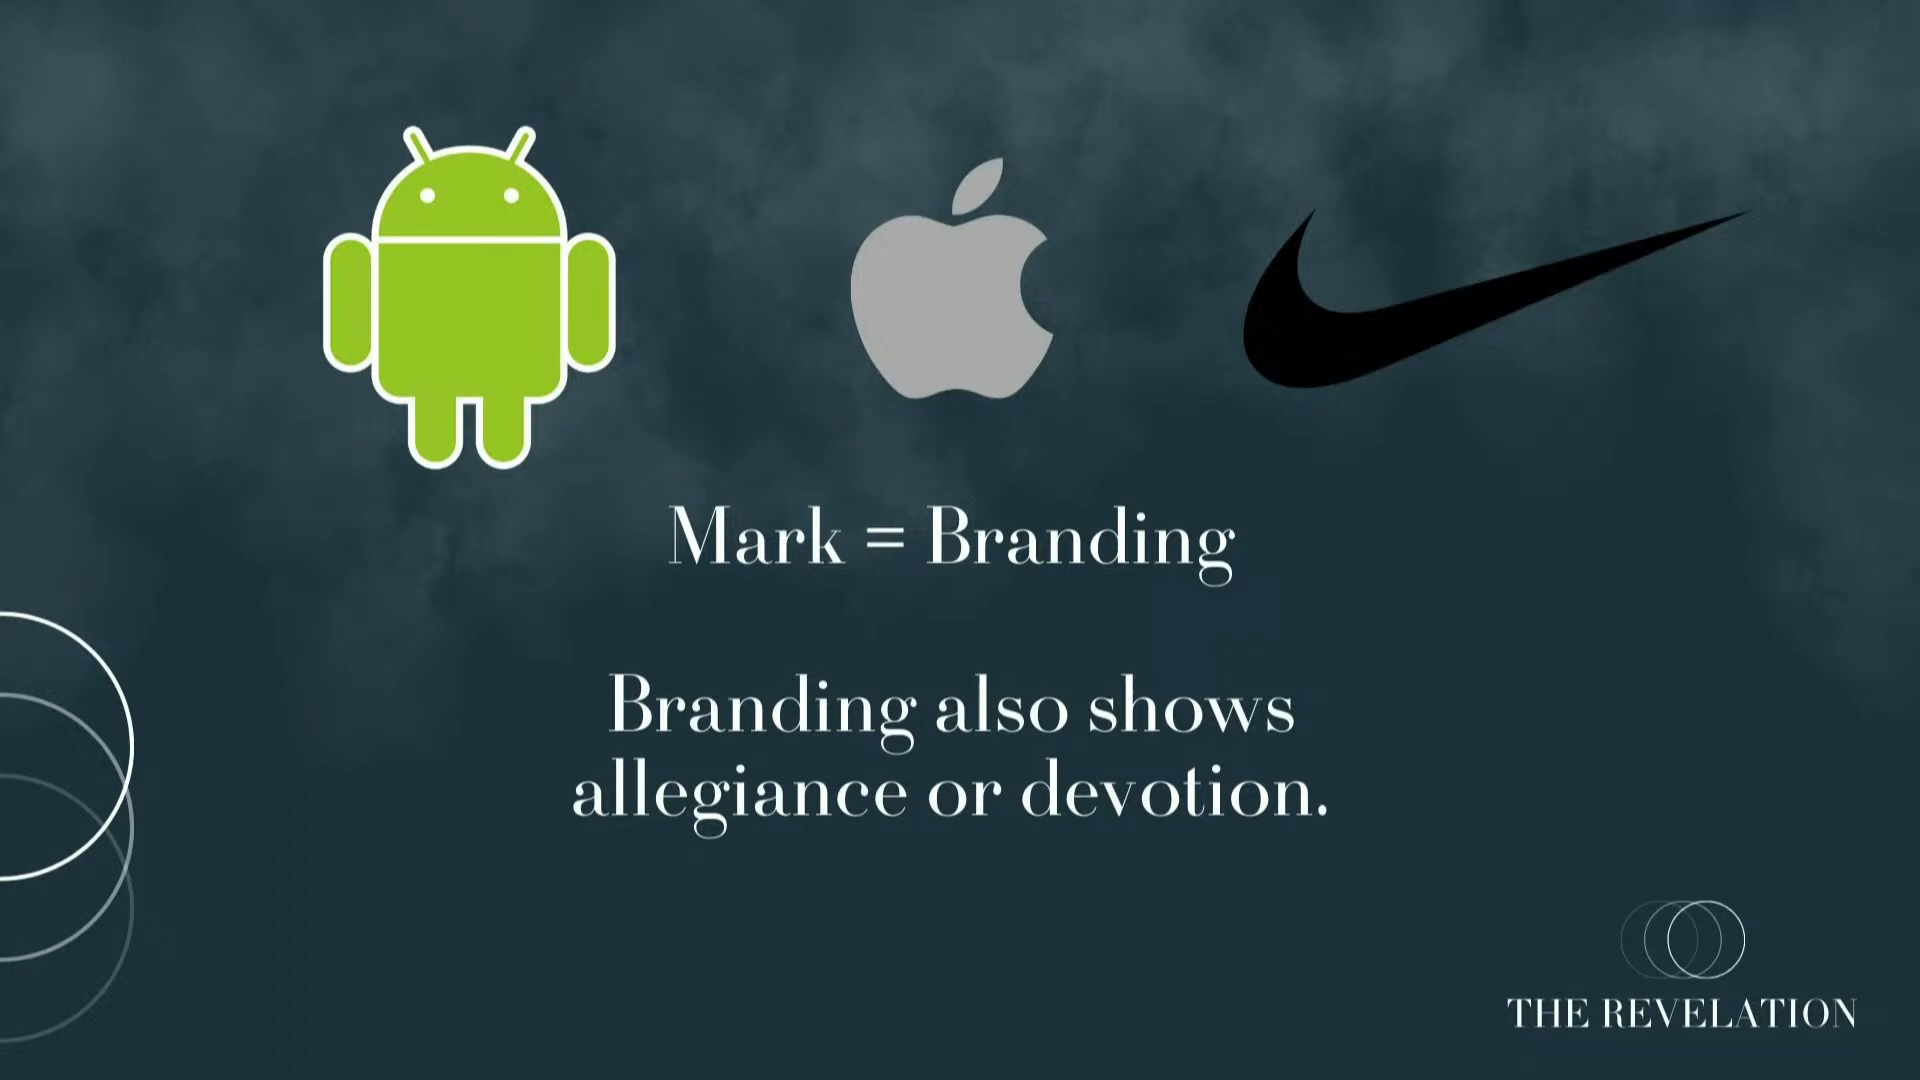 Mark = Branding
Branding also shows
allegiance or devotion.
THE REVELATION